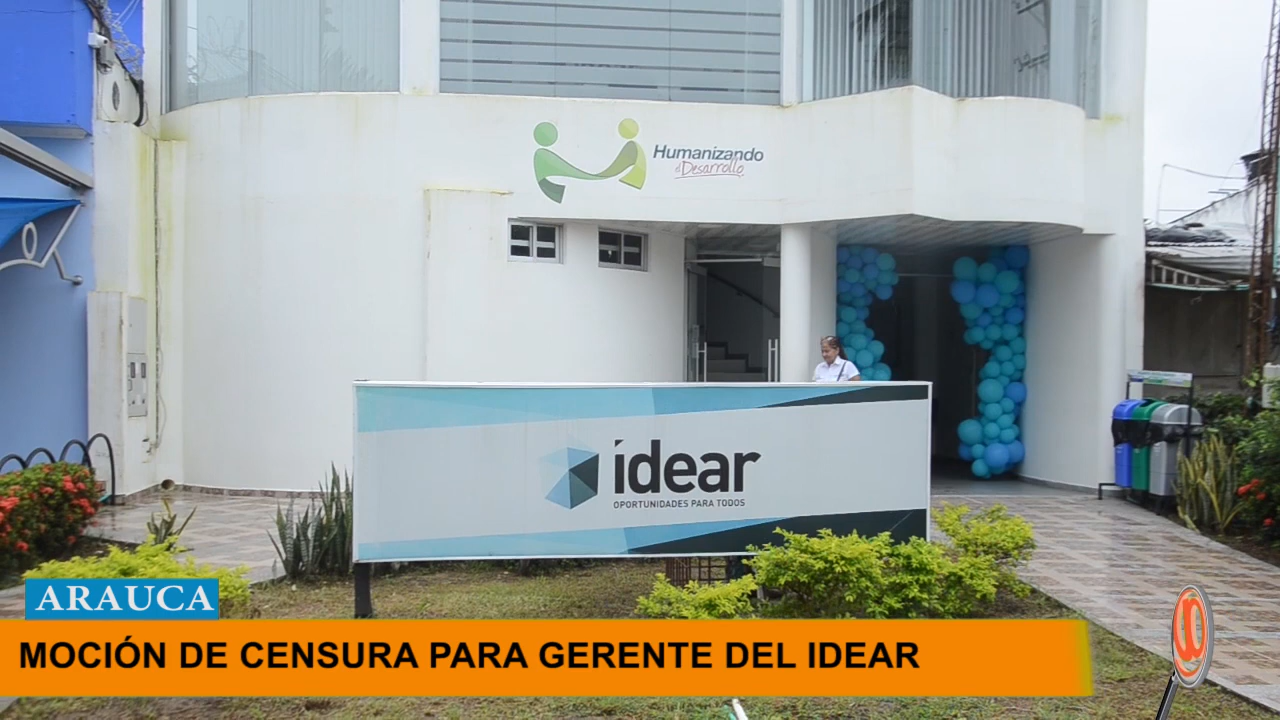 Humanizando
el Desarrollo
idear
OPORTUNIDADES PARA TODOS
ARAUCA
MOCIÓN DE CENSURA PARA GERENTE DEL IDEAR